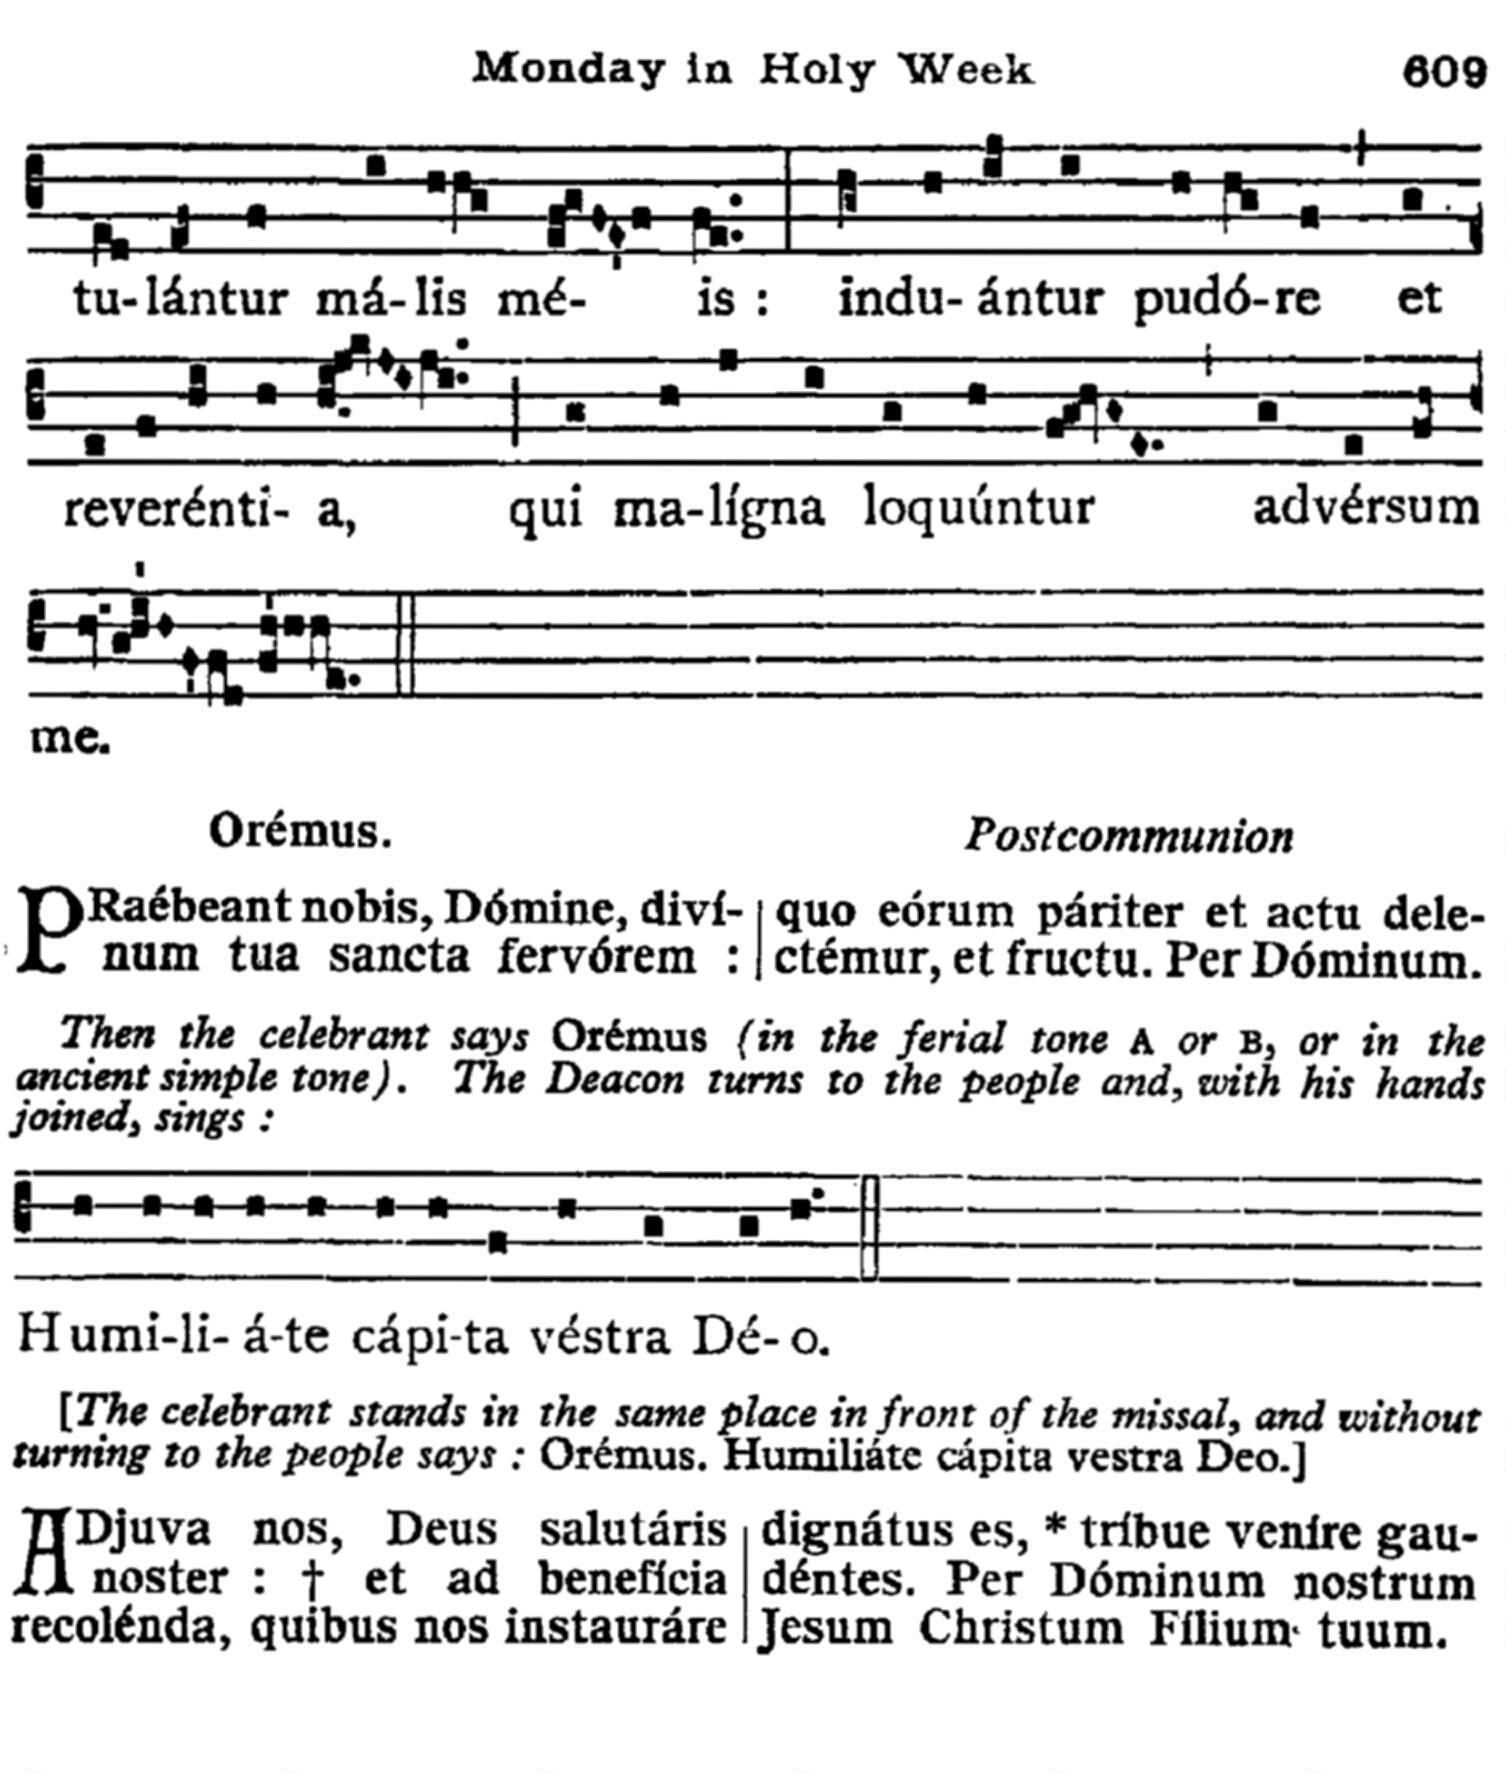 Monday in Holy Week 609
tu-lántur má-lis mé- is : indu-ántur pudó-re et
reverénti- a, qui ma-lígna loquúntur advérsum
me.
Orémus. Postcommunion
PRaébeant nobis, Dómine, diví-
num tua sancta fervórem :
quo eórum páriter et actu dele-
ctémur, et fructu. Per Dóminum.
Then the celebrant says Orémus (in the ferial tone A or B, or in the
ancient simple tone). The Deacon turns to the people and, with his hands
joined, sings :
Humi-li- á-te cápi-ta véstra Dé- o.
[The celebrant stands in the same place in front of the missal, and without
turning to the people says : Orémus. Humiliáte cápita vestra Deo.]
ADjuva nos, Deus salutáris
noster : † et ad benefícia
recolénda, quibus nos instauráre
dignátus es, * tríbue veníre gau-
déntes. Per Dóminum nostrum
Jesum Christum Fílium tuum.